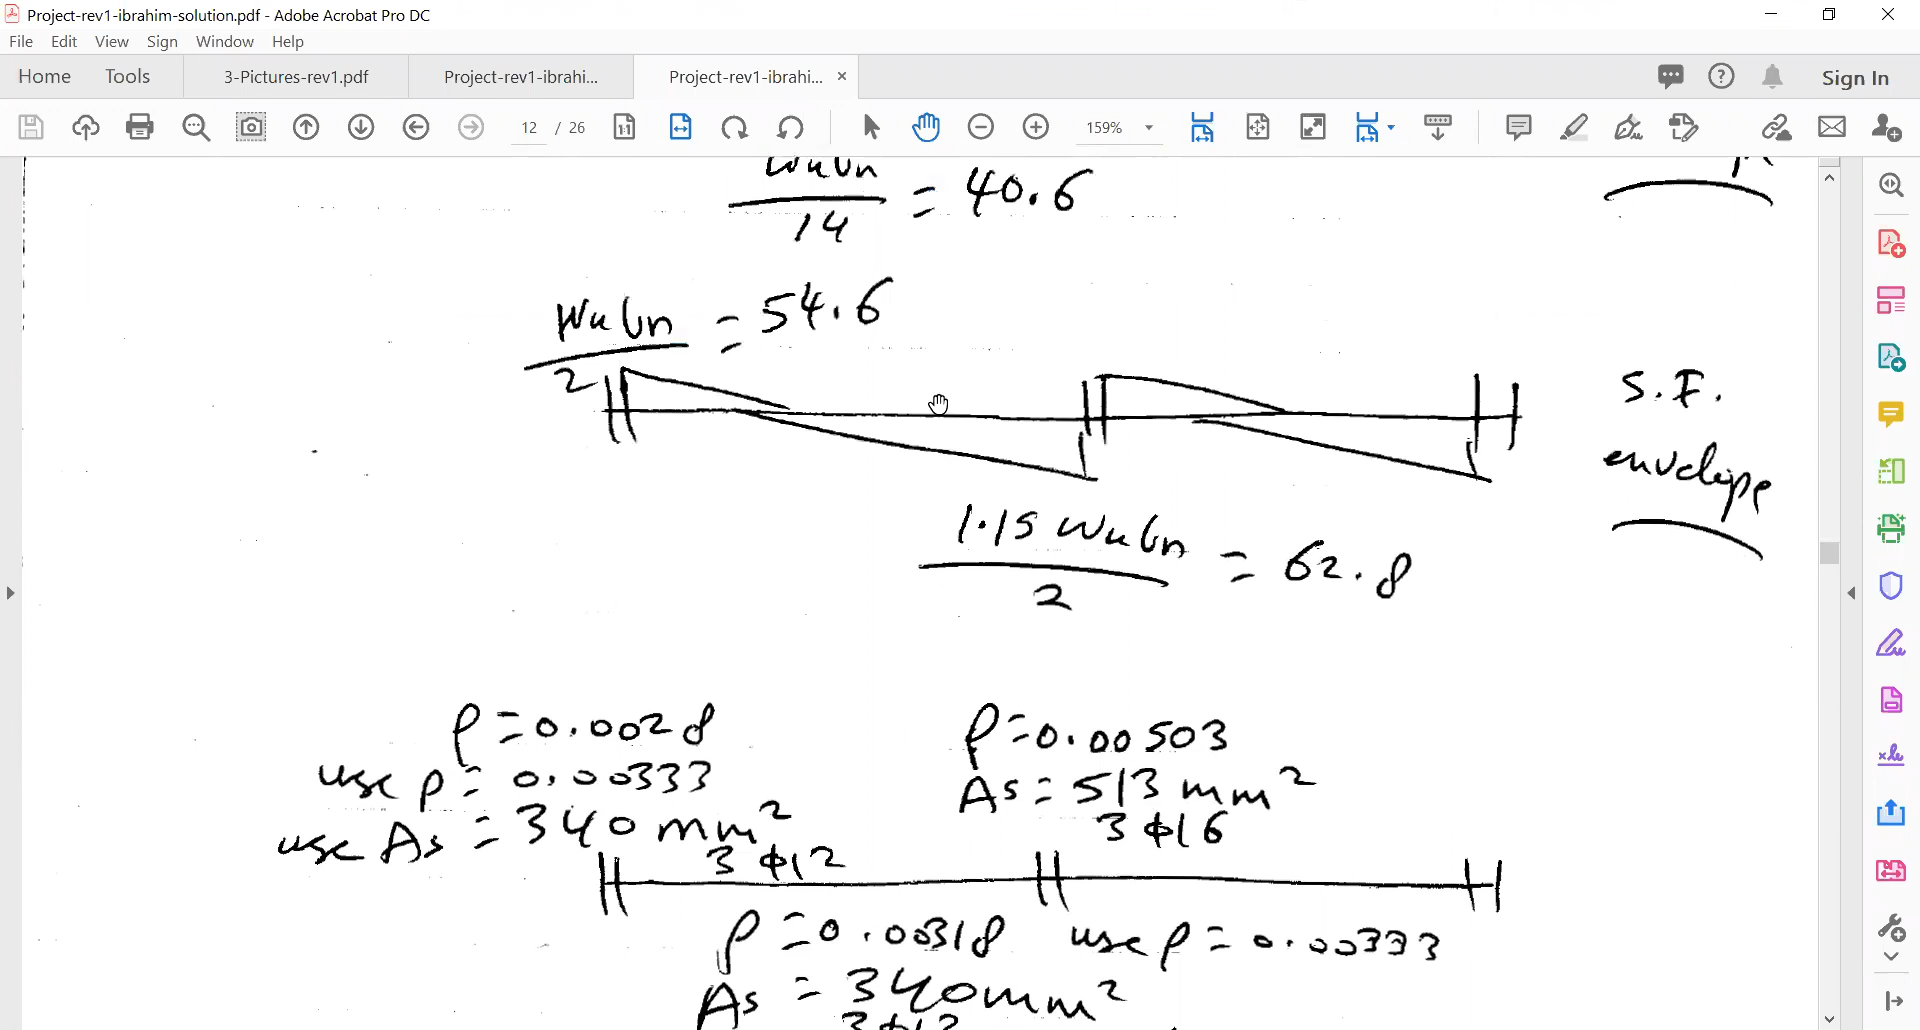 Project-rev1-ibrahim-solution.pdf - Adobe Acrobat Pro DC
File Edit View Sign Window Help
Home Tools 3-Pictures-rev1.pdf Project-rev1-ibrahi... Project-rev1-ibrahi... × Sign In
12 / 26 159%
Wu Ln
14 = 40.6
Wu Ln
2 = 54.6
S.F.
envelope
1.15 Wu Ln
2 = 62.8
ρ = 0.0028
use ρ = 0.00333
use As = 340 mm²
3 ϕ12
ρ = 0.00503
As = 513 mm²
3 ϕ16
ρ = 0.00318 use ρ = 0.00333
As = 340 mm²